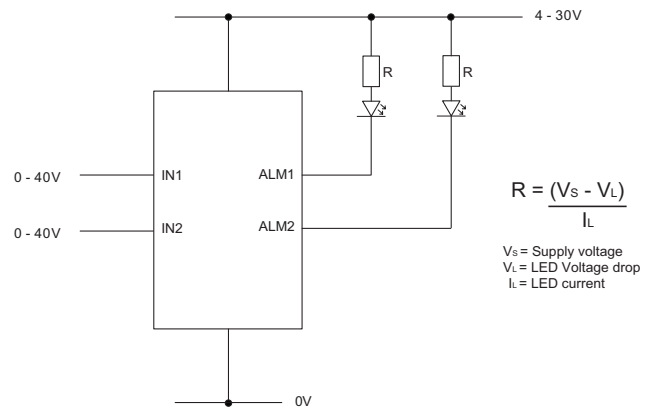 4 - 30V
R
R
0 - 40V
IN1
ALM1
0 - 40V
IN2
ALM2
R = (Vs - VL)
IL
Vs = Supply voltage
VL = LED Voltage drop
IL = LED current
0V